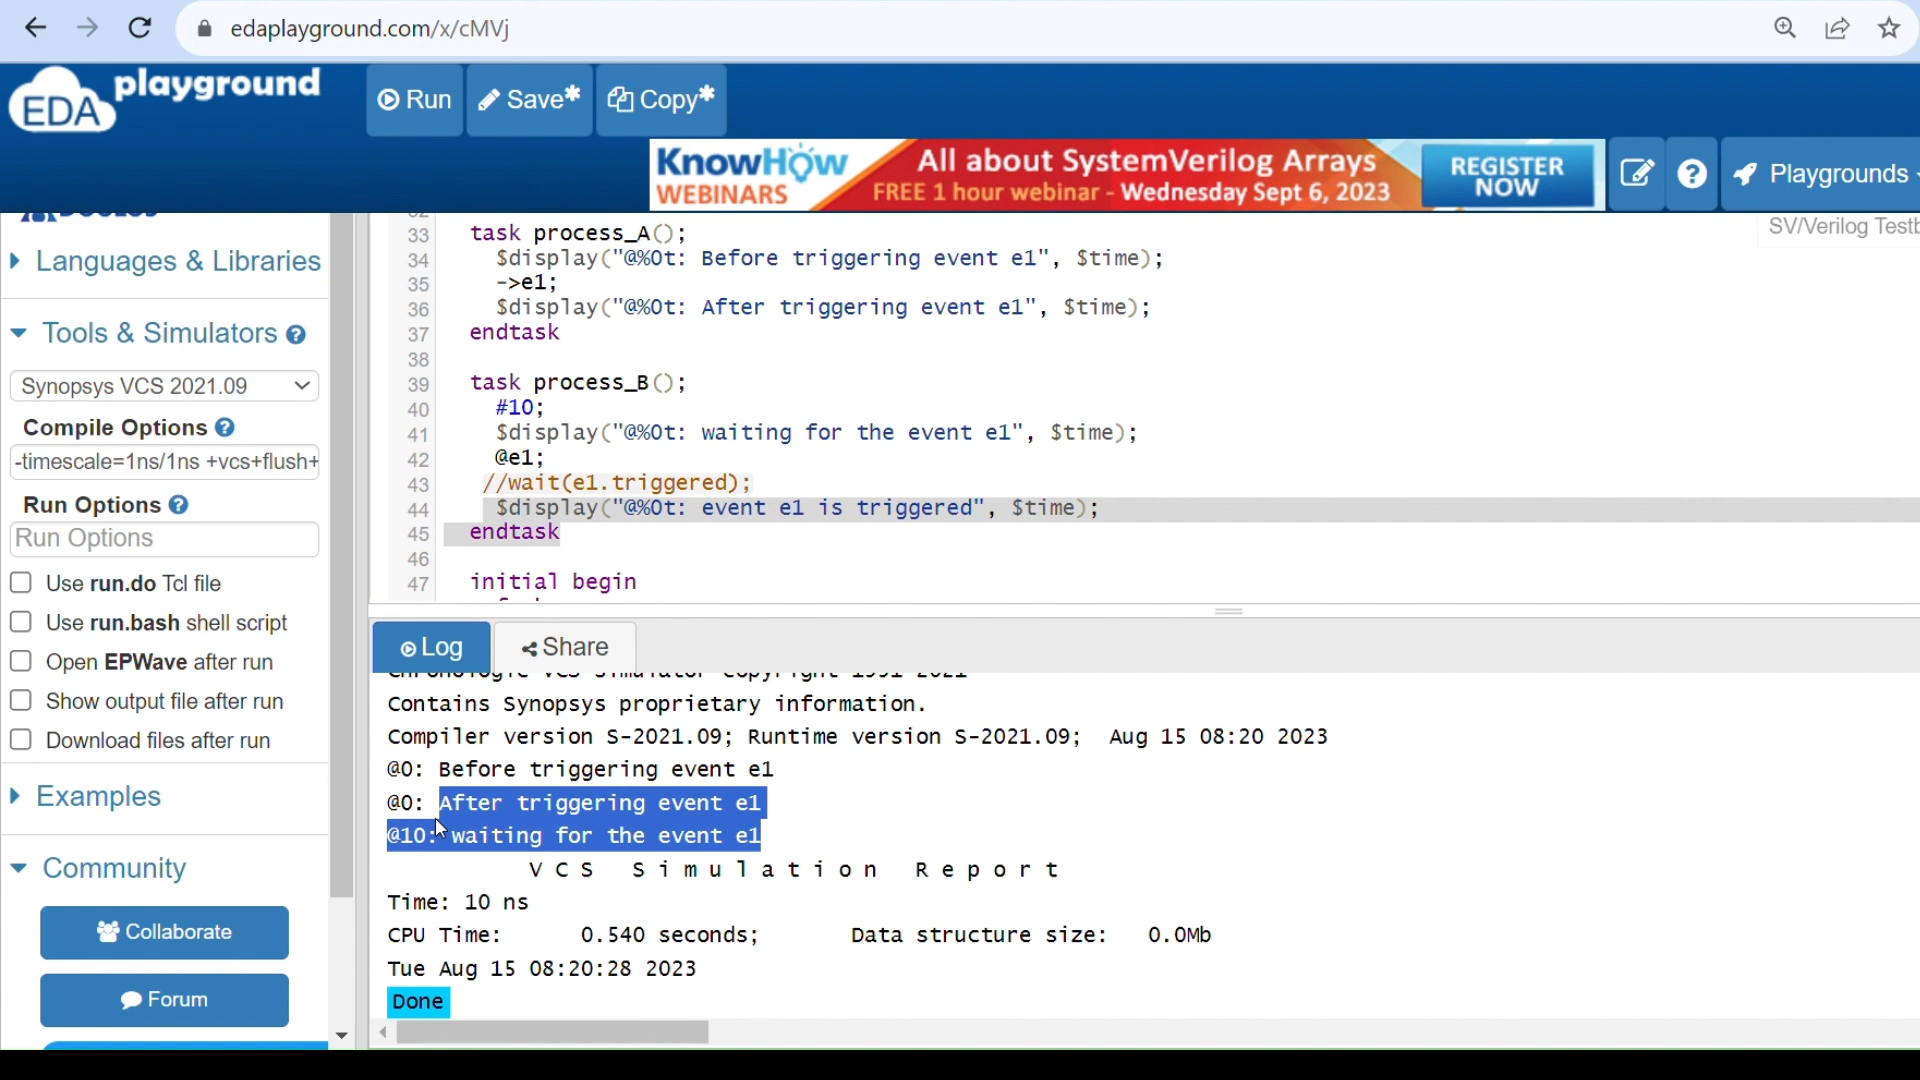 edaplayground.com/x/cMVj
EDA playground
Run
Save*
Copy*
KnowHow
WEBINARS
All about SystemVerilog Arrays
FREE 1 hour webinar - Wednesday Sept 6, 2023
REGISTER
NOW
Playgrounds
Languages & Libraries
Tools & Simulators
Synopsys VCS 2021.09
Compile Options
-timescale=1ns/1ns +vcs+flush+
Run Options
Run Options
Use run.do Tcl file
Use run.bash shell script
Open EPWave after run
Show output file after run
Download files after run
Examples
Community
Collaborate
Forum
SV/Verilog Testb
33 task process_A();
34 $display("@%0t: Before triggering event e1", $time);
35 ->e1;
36 $display("@%0t: After triggering event e1", $time);
37 endtask
38
39 task process_B();
40 #10;
41 $display("@%0t: waiting for the event e1", $time);
42 @e1;
43 //wait(e1.triggered);
44 $display("@%0t: event e1 is triggered", $time);
45 endtask
46
47 initial begin
Log
Share
Contains Synopsys proprietary information.
Compiler version S-2021.09; Runtime version S-2021.09; Aug 15 08:20 2023
@0: Before triggering event e1
@0: After triggering event e1
@10: waiting for the event e1
V C S S i m u l a t i o n R e p o r t
Time: 10 ns
CPU Time: 0.540 seconds; Data structure size: 0.0Mb
Tue Aug 15 08:20:28 2023
Done